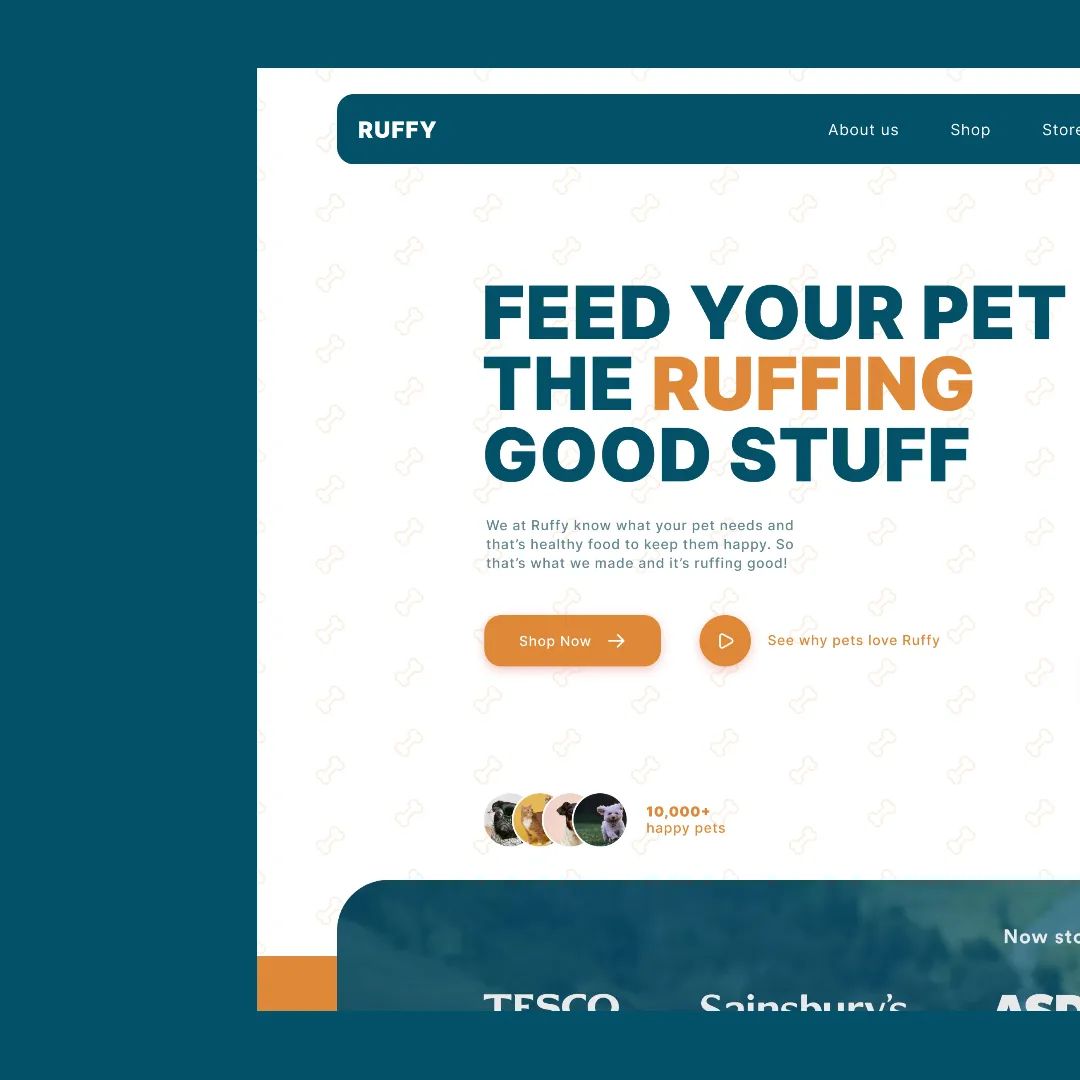 RUFFY
About us
Shop
Store
FEED YOUR PET
THE RUFFING
GOOD STUFF
We at Ruffy know what your pet needs and
that’s healthy food to keep them happy. So
that’s what we made and it’s ruffing good!
Shop Now
See why pets love Ruffy
10,000+
happy pets
Now sto
TESCO
Sainsbury’s
ASD